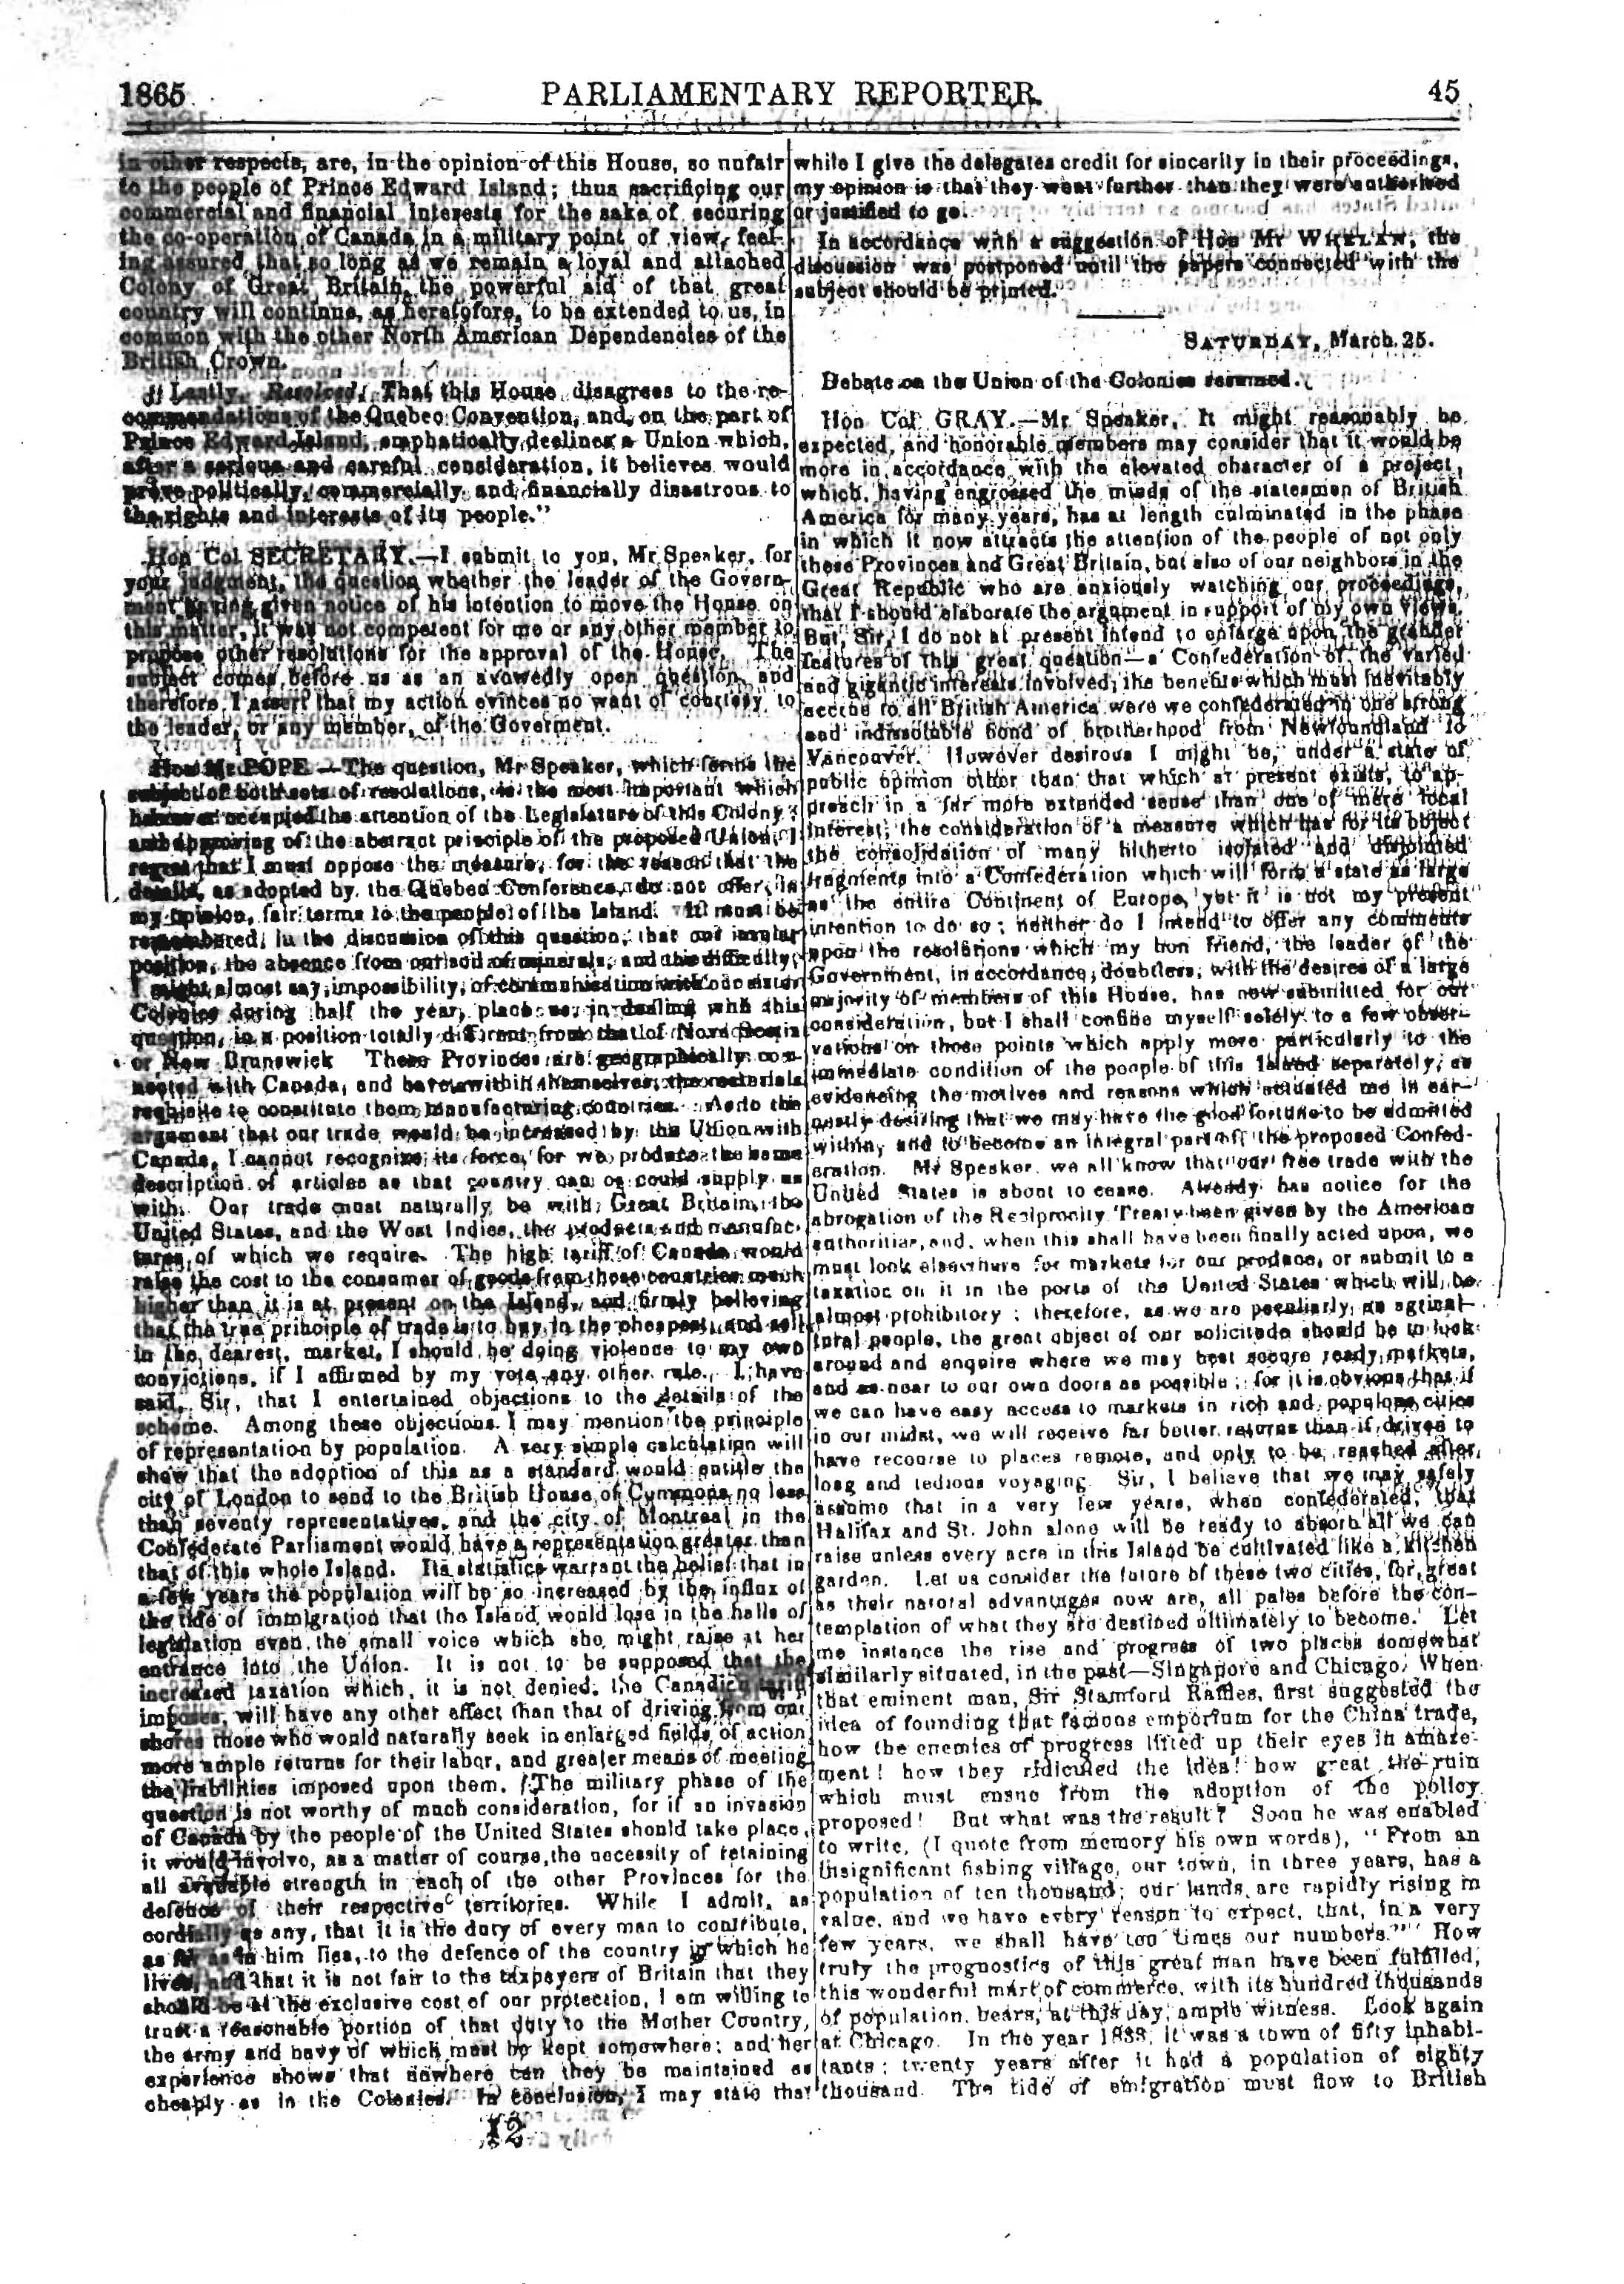 1865
PARLIAMENTARY REPORTER.
45
in other respects, are, in the opinion of this House, so unfair
to the people of Prince Edward Island; thus sacrificing our
commercial and financial interests for the sake of securing
the co-operation of Canada in a military point of view, feel-
ing assured that so long as we remain a loyal and attached
Colony of Great Britain, the powerful aid of that great
country will continue, as heretofore, to be extended to us, in
common with the other North American Dependencies of the
British Crown.
Lastly, Resolved, That this House disagrees to the re-
commendations of the Quebec Convention, and, on the part of
Prince Edward Island, emphatically declines a Union which,
after a serious and careful consideration, it believes would
prove politically, commercially and financially disastrous to
the rights and interests of its people."
Hon Col SECRETARY.—I submit to you, Mr Speaker, for
your judgment, the question whether the leader of the Govern-
ment having given notice of his intention to move the House on
this matter, it was not competent for me or any other member to
propose other resolutions for the approval of the House. The
subject comes before us as an avowedly open question, and
therefore I assert that my action evinces no want of courtesy to
the leader, or any member, of the Goverment.
Hon Mr POPE—The question, Mr Speaker, which forms the
subject of both sets of resolutions, is the most important which
has ever occupied the attention of the Legislature of this Colony;
and approving of the abstract principle of the proposed Union, I
regret that I must oppose the measure, for the reason that the
details, as adopted by the Quebec Conference, do not offer, in
my opinion, fair terms to the people of the Island. It must be
remembered, in the discussion of this question, that our insular
position, the absence from our soil of minerals, and the difficulty,
I might almost say, impossibility, of communication with
Colonies during half the year, place us, in dealing with this
question, in a position totally different from that of Nova Scotia
or New Brunswick These Provinces are geographically con-
nected with Canada, and have within themselves the materials
requisite to constitute them manufacturing countries. As to the
argument that our trade would be increased by this Union with
Canada, I cannot recognize its force, for we produce the same
description of articles as that country can or could supply us
with. Our trade must naturally be with Great Britain, the
United States, and the West Indies, the products and manufac-
tures of which we require. The high tariff of Canada would
raise the cost to the consumer of goods from those countries much
higher than it is at present on the Island, and firmly believing
that the true principle of trade is to buy in the cheapest, and sell
in the dearest, market, I should be doing violence to my own
convictions, if I affirmed by my vote any other rule. I have
said, Sir, that I entertained objections to the details of the
scheme. Among these objections I may mention the principle
of representation by population. A very simple calculation will
show that the adoption of this as a standard would entitle the
city of London to send to the British House of Commons no less
than seventy representatives, and the city of Montreal in the
Confederate Parliament would have a representation greater than
that of this whole Island. Its statistics warrant the belief that in
a few years the population will be so increased by the influx of
the tide of immigration that the Island would lose in the halls of
legislation even the small voice which she might raise at her
entrance into the Union. It is not to be supposed that the
increased taxation which, it is not denied, the Canadian tariff
imposes, will have any other effect than that of driving from our
shores those who would naturally seek in enlarged fields of action
more ample returns for their labor, and greater means of meeting
the liabilities imposed upon them. The military phase of the
question is not worthy of much consideration, for if an invasion
of Canada by the people of the United States should take place,
it would involve, as a matter of course, the necessity of retaining
all available strength in each of the other Provinces for the
defence of their respective territories. While I admit, as
cordially as any, that it is the duty of every man to contribute,
as far as in him lies, to the defence of the country in which he
lives, and that it is not fair to the taxpayers of Britain that they
should be at the exclusive cost of our protection, I am willing to
trust a reasonable portion of that duty to the Mother Country,
the army and navy of which must be kept somewhere; and her
experience shows that nowhere can they be maintained as
cheaply as in the Colonies. In conclusion, I may state that
while I give the delegates credit for sincerity in their proceedings,
my opinion is that they went further than they were authorised
or justified to go.
In accordance with a suggestion of Hon Mr WHELAN, the
discussion was postponed until the papers connected with the
subject should be printed.
SATURDAY, March, 25.
Debate on the Union of the Colonies resumed.
Hon Col GRAY.—Mr Speaker, It might reasonably be
expected, and honorable members may consider that it would be
more in accordance with the elevated character of a project,
which, having engrossed the minds of the statesmen of British
America for many years, has at length culminated in the phase
in which it now attracts the attention of the people of not only
these Provinces and Great Britain, but also of our neighbors in the
Great Republic who are anxiously watching our proceedings,
that I should elaborate the argument in support of my own views.
But, Sir, I do not at present intend to enlarge upon the grander
features of this great question—a Confederation of the varied
and gigantic interests involved; the benefits which must inevitably
accrue to all British America were we confederated in one strong
and indissoluble bond of brotherhood from Newfoundland to
Vancouver. However desirous I might be, under a state of
public opinion other than that which at present exists, to ap-
proach in a far more extended sense than one of mere local
interest, the consideration of a measure which has for its object
the consolidation of many hitherto isolated and disjointed
fragments into a Confederation which will form a state as large
as the entire Continent of Europe, yet it is not my present
intention to do so; neither do I intend to offer any comments
upon the resolutions which my hon friend, the leader of the
Government, in accordance, doubtless, with the desires of a large
majority of members of this House, has now submitted for our
consideration, but I shall confine myself solely to a few obser-
vations on those points which apply more particularly to the
immediate condition of the people of this Island separately, as
evidencing the motives and reasons which actuated me in ear-
nestly desiring that we may have the good fortune to be admitted
within, and to become an integral part of the proposed Confed-
eration. Mr Speaker, we all know that our free trade with the
United States is about to cease. Already has notice for the
abrogation of the Reciprocity Treaty been given by the American
authorities, and, when this shall have been finally acted upon, we
must look elsewhere for markets for our produce, or submit to a
taxation on it in the ports of the United States which will be
almost prohibitory; therefore, as we are peculiarly an agricul-
tural people, the great object of our solicitude should be to look
around and enquire where we may best secure ready markets,
and as near to our own doors as possible; for it is obvious that if
we can have easy access to markets in rich and populous cities
in our midst, we will receive far better returns than if driven to
have recourse to places remote, and only to be reached after
long and tedious voyaging. Sir, I believe that we may safely
assume that in a very few years, when confederated, that
Halifax and St. John alone will be ready to absorb all we can
raise unless every acre in this Island be cultivated like a kitchen
garden. Let us consider the future of these two cities, for, great
as their natural advantages now are, all pales before the con-
templation of what they are destined ultimately to become. Let
me instance the rise and progress of two places somewhat
similarly situated, in the past—Singapore and Chicago. When
that eminent man, Sir Stamford Raffles, first suggested the
idea of founding that famous emporium for the China trade,
how the enemies of progress lifted up their eyes in amaze-
ment! how they ridiculed the idea! how great the ruin
which must ensue from the adoption of the policy
proposed! But what was the result? Soon he was enabled
to write, (I quote from memory his own words), "From an
insignificant fishing village, our town, in three years, has a
population of ten thousand; our lands are rapidly rising in
value, and we have every reason to expect, that, in a very
few years, we shall have ten times our numbers." How
truly the prognostics of this great man have been fulfilled,
this wonderful mart of commerce, with its hundred thousands
of population, bears, at this day, ample witness. Look again
at Chicago. In the year 1833, it was a town of fifty inhabi-
tants; twenty years after it had a population of eighty
thousand. The tide of emigration must flow to British
12